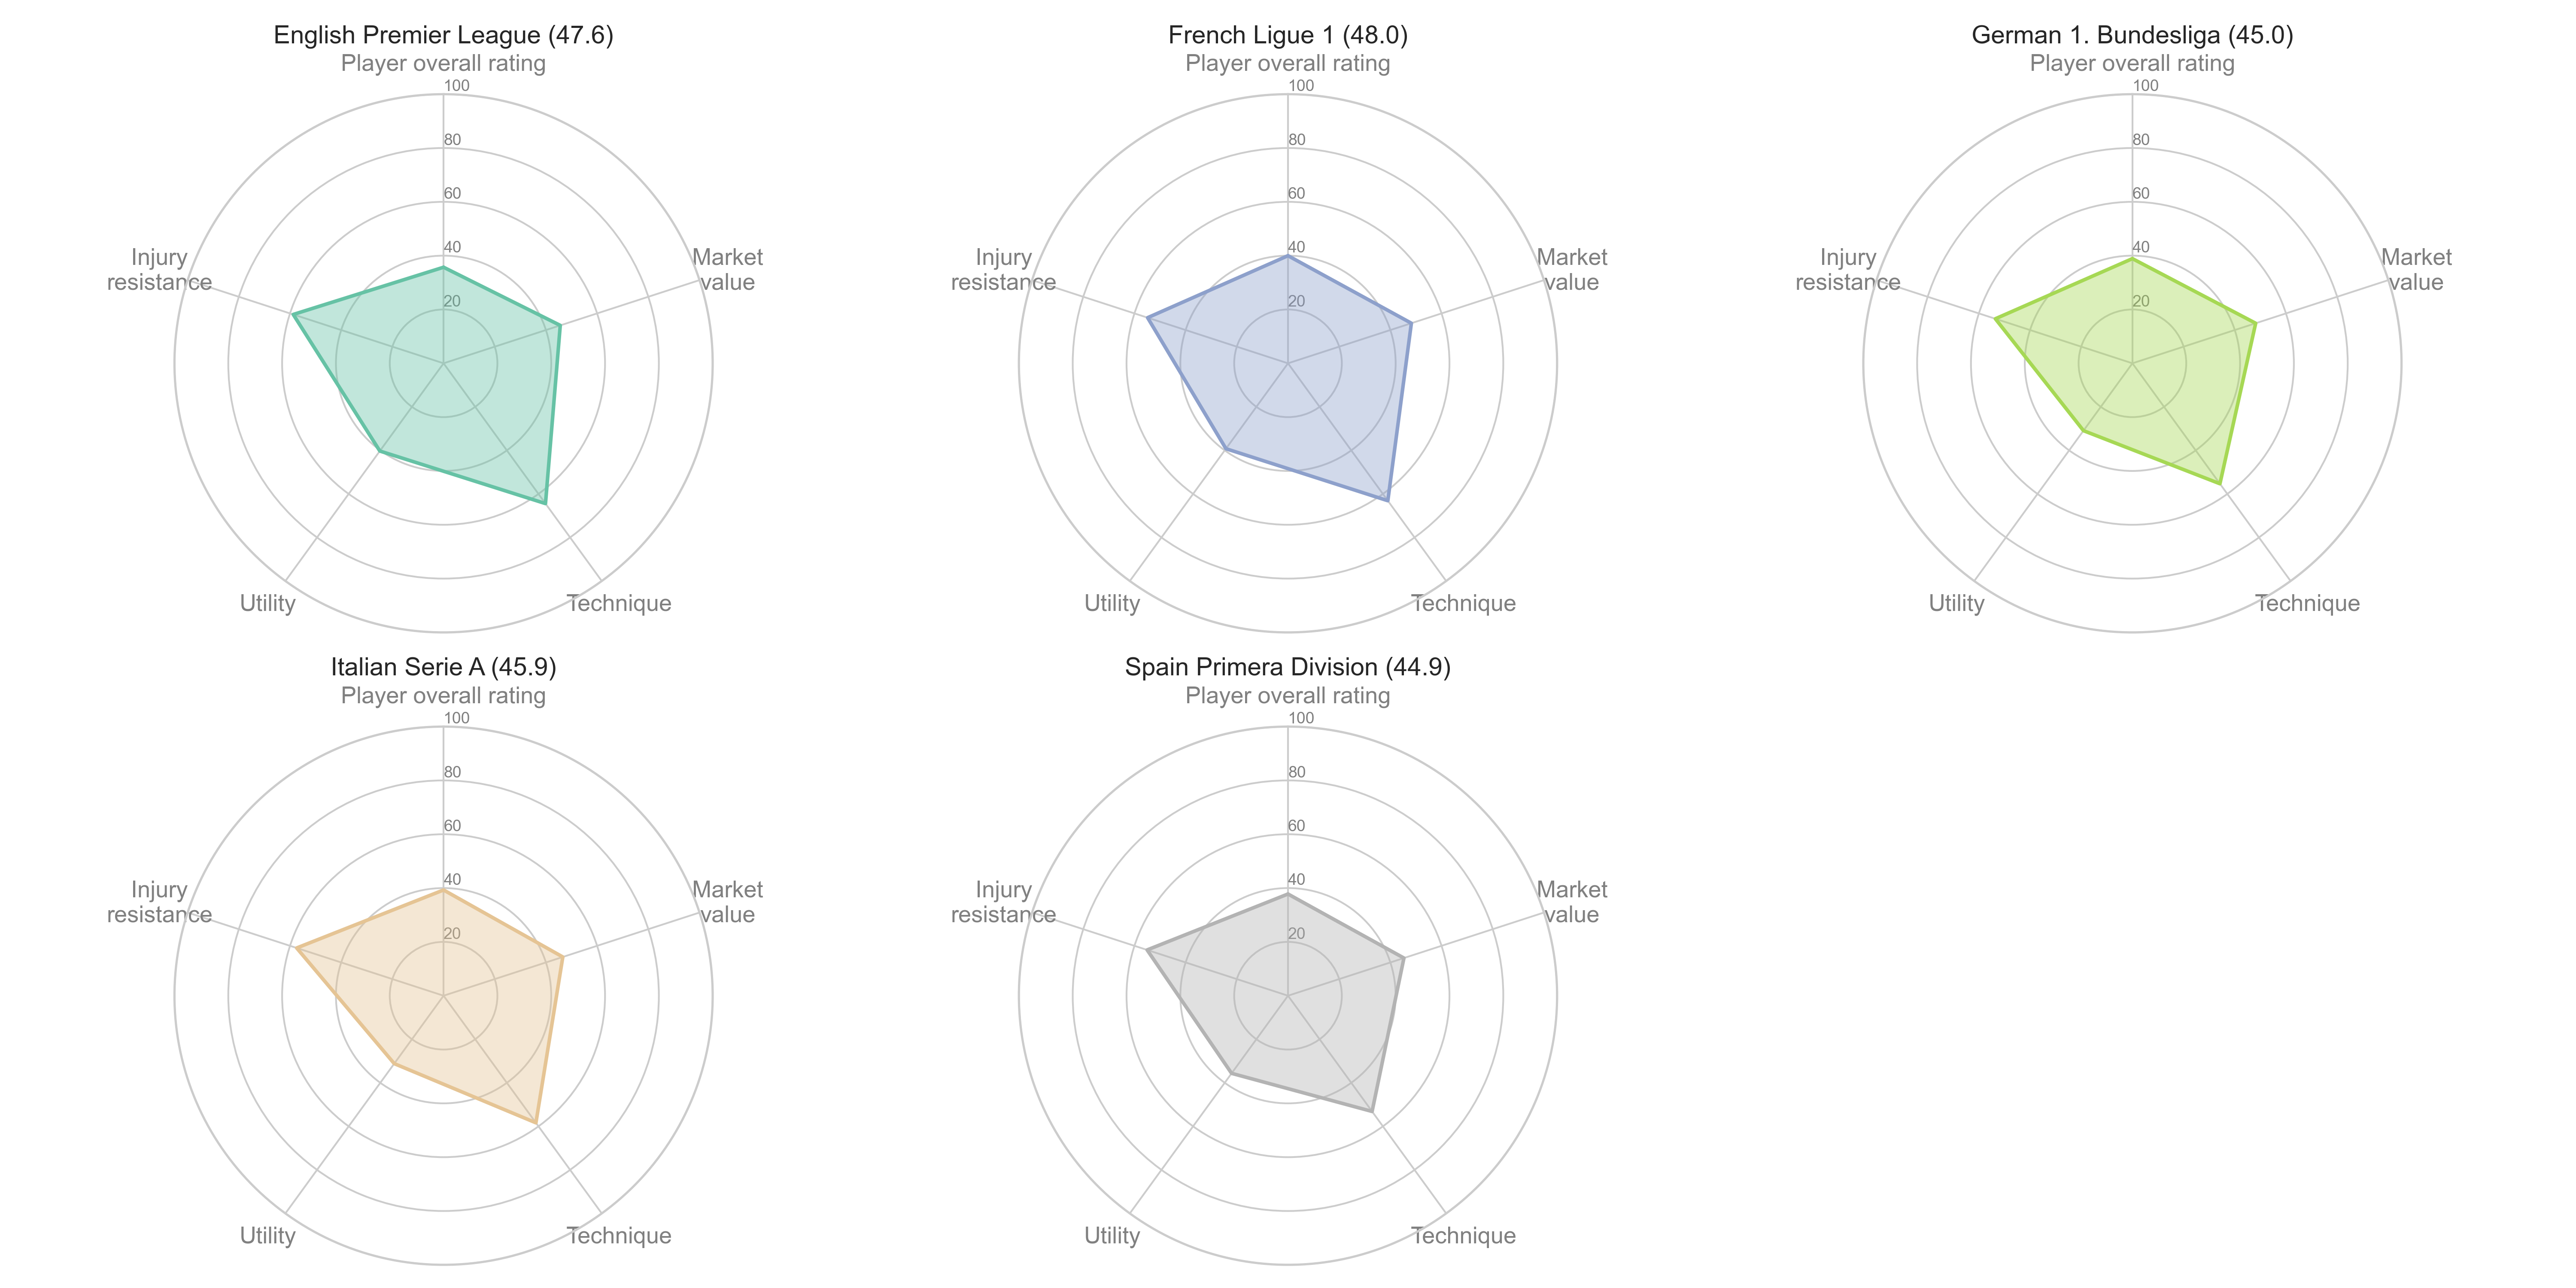 English Premier League (47.6)
Player overall rating
100
80
60
40
20
Injury
resistance
Market
value
Utility
Technique
French Ligue 1 (48.0)
Player overall rating
100
80
60
40
20
Injury
resistance
Market
value
Utility
Technique
German 1. Bundesliga (45.0)
Player overall rating
100
80
60
40
20
Injury
resistance
Market
value
Utility
Technique
Italian Serie A (45.9)
Player overall rating
100
80
60
40
20
Injury
resistance
Market
value
Utility
Technique
Spain Primera Division (44.9)
Player overall rating
100
80
60
40
20
Injury
resistance
Market
value
Utility
Technique